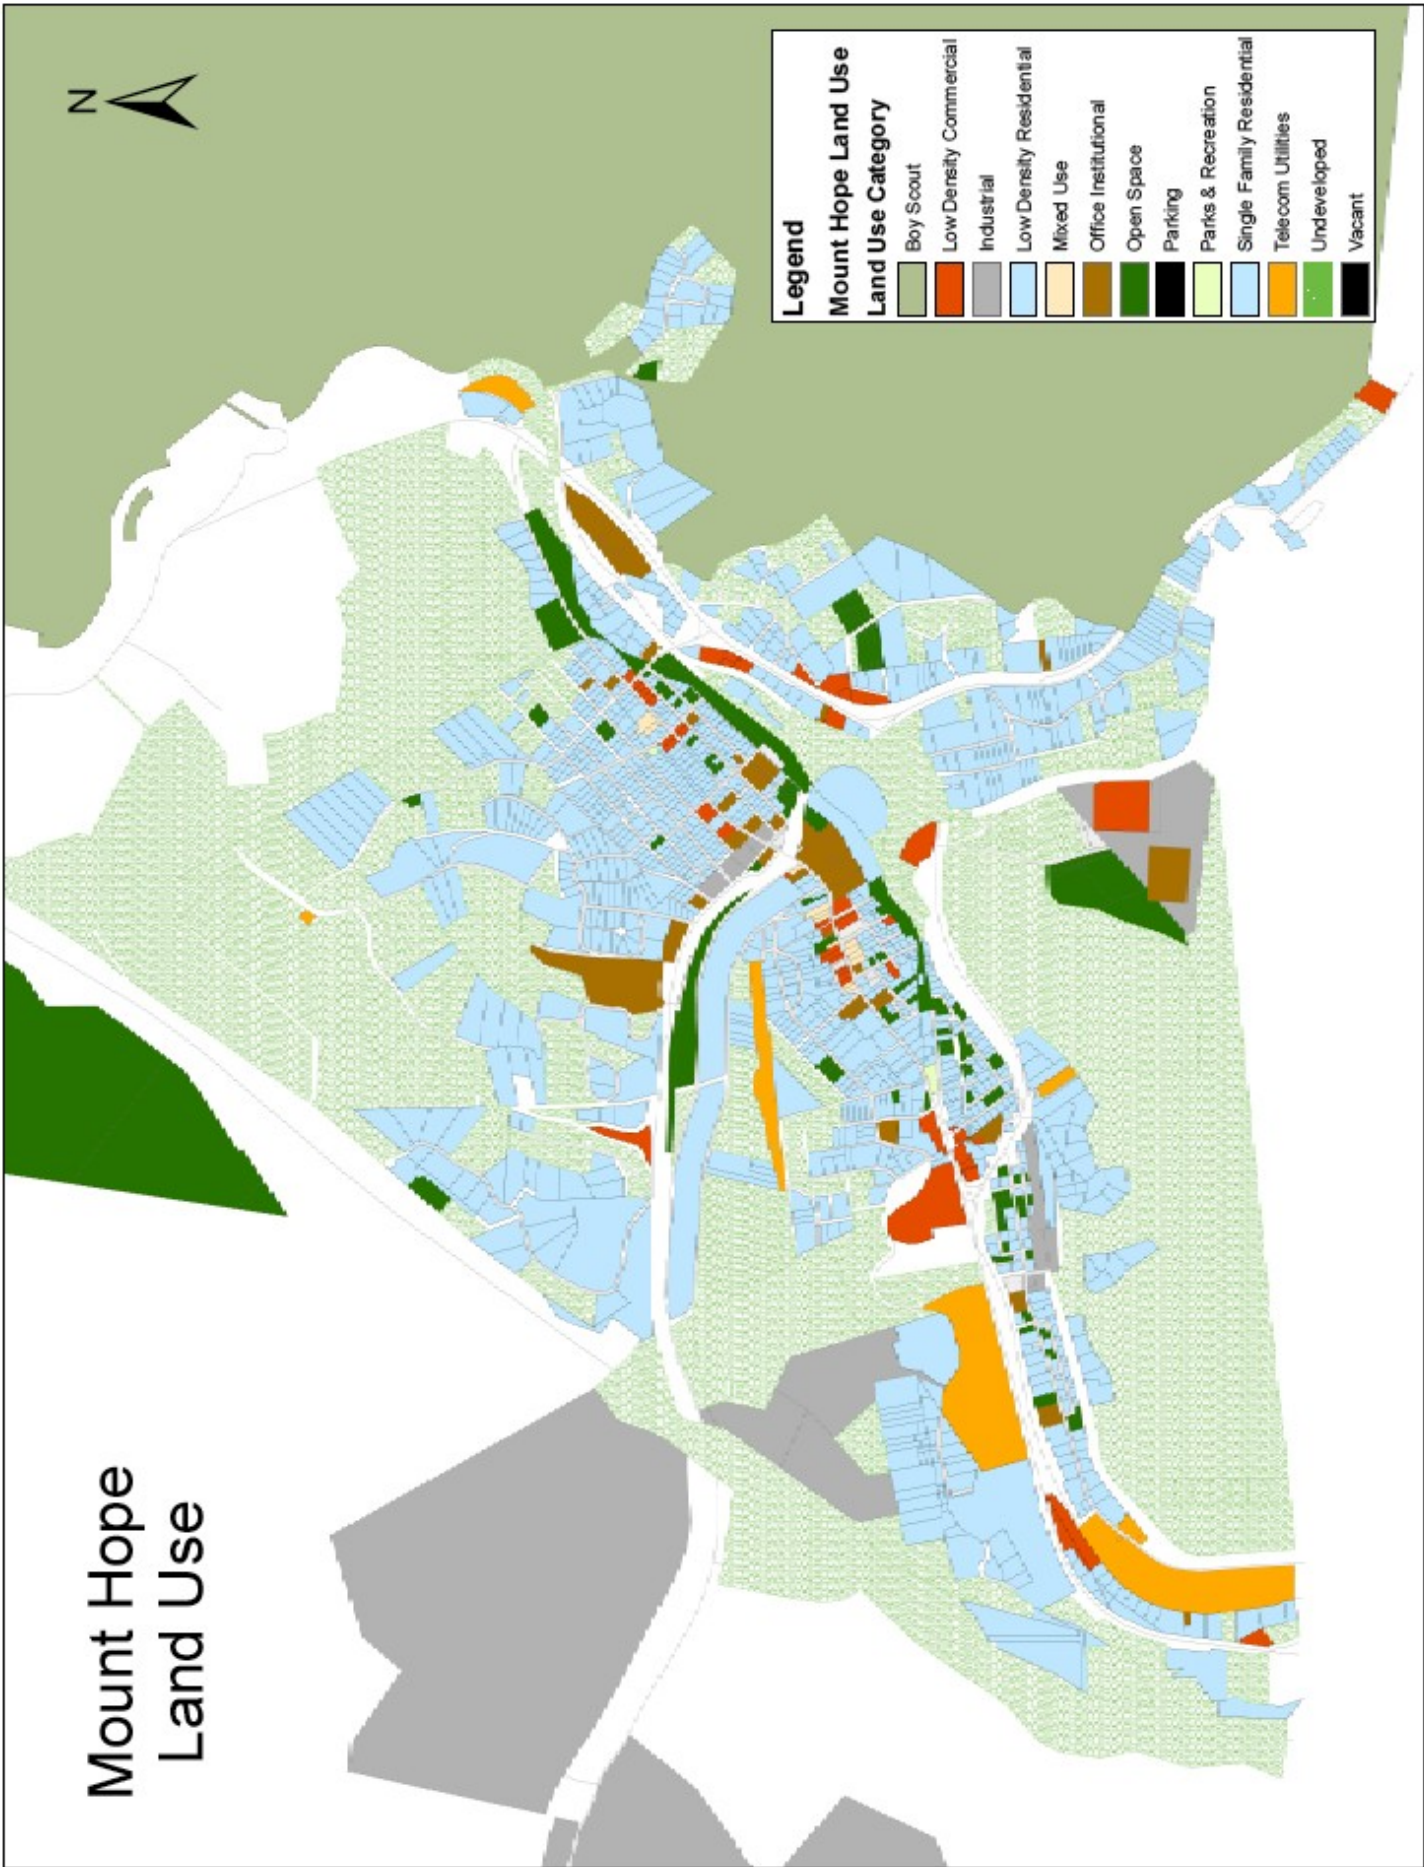 Mount Hope
Land Use
N
Legend
Mount Hope Land Use
Land Use Category
Boy Scout
Low Density Commercial
Industrial
Low Density Residential
Mixed Use
Office Institutional
Open Space
Parking
Parks & Recreation
Single Family Residential
Telecom Utilities
Undeveloped
Vacant